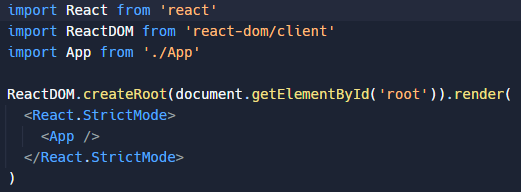 import React from 'react'
import ReactDOM from 'react-dom/client'
import App from './App'

ReactDOM.createRoot(document.getElementById('root')).render(
  <React.StrictMode>
    <App />
  </React.StrictMode>
)